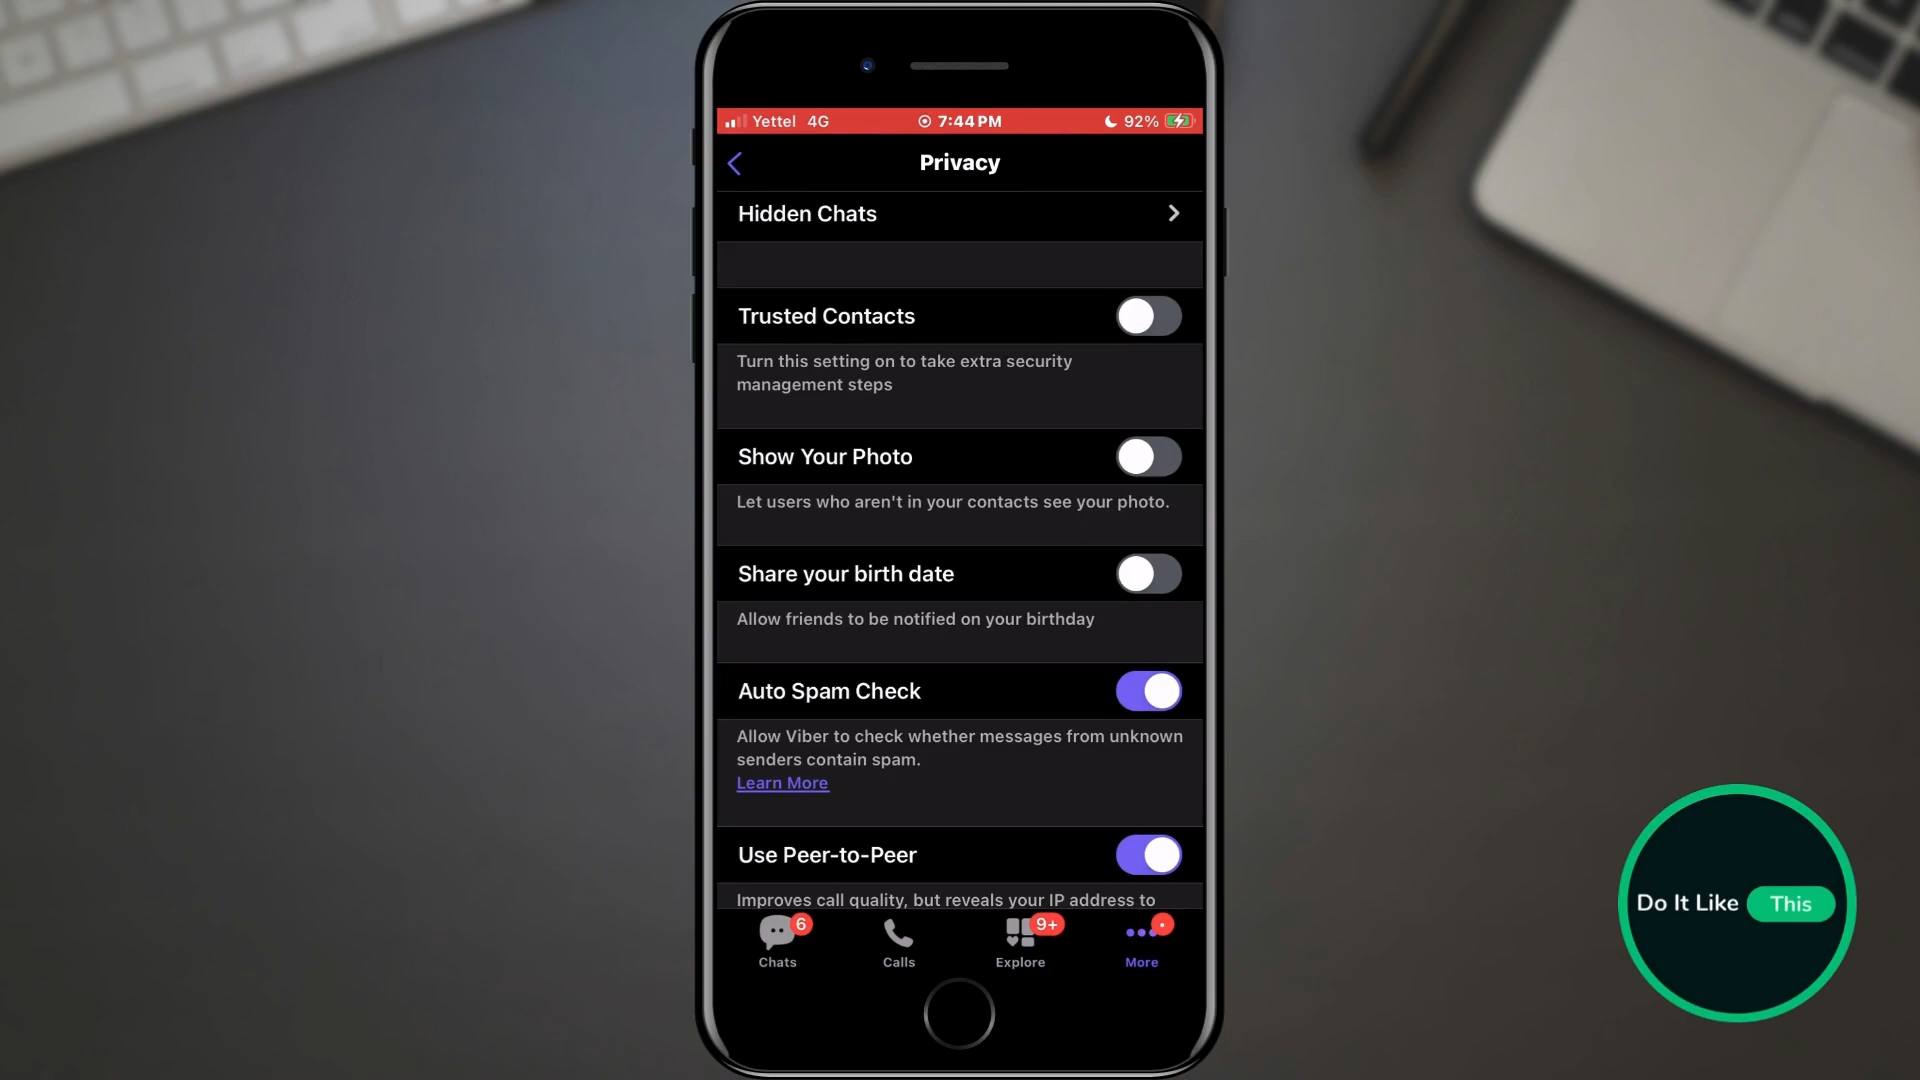 Yettel 4G 7:44 PM 92%
Privacy
Hidden Chats
Trusted Contacts
Turn this setting on to take extra security
management steps
Show Your Photo
Let users who aren't in your contacts see your photo.
Share your birth date
Allow friends to be notified on your birthday
Auto Spam Check
Allow Viber to check whether messages from unknown
senders contain spam.
Learn More
Use Peer-to-Peer
Improves call quality, but reveals your IP address to
6 9+
Chats Calls Explore More
Do It Like This